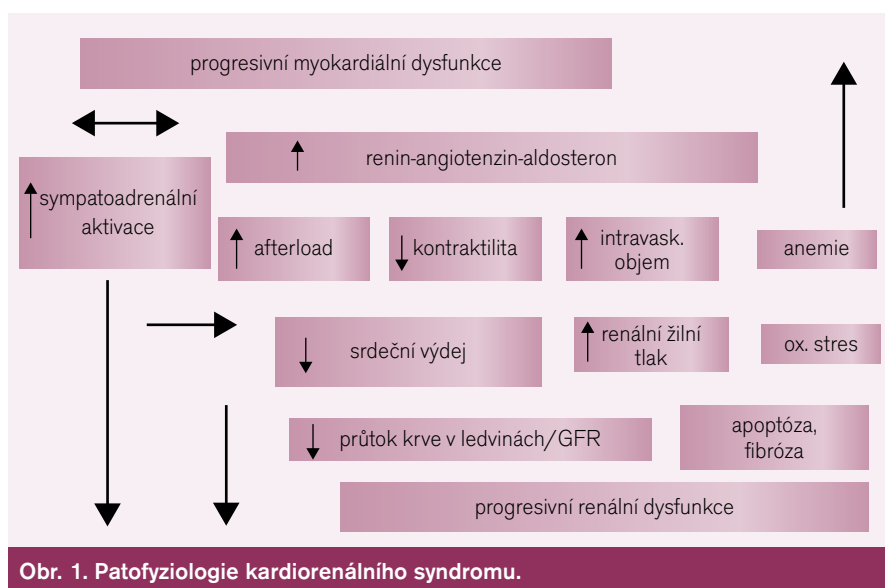 progresivní myokardiální dysfunkce
renin-angiotenzin-aldosteron
sympatoadrenální
aktivace
afterload
kontraktilita
intravask.
objem
anemie
srdeční výdej
renální žilní
tlak
ox. stres
průtok krve v ledvinách/GFR
apoptóza,
fibróza
progresivní renální dysfunkce
Obr. 1. Patofyziologie kardiorenálního syndromu.